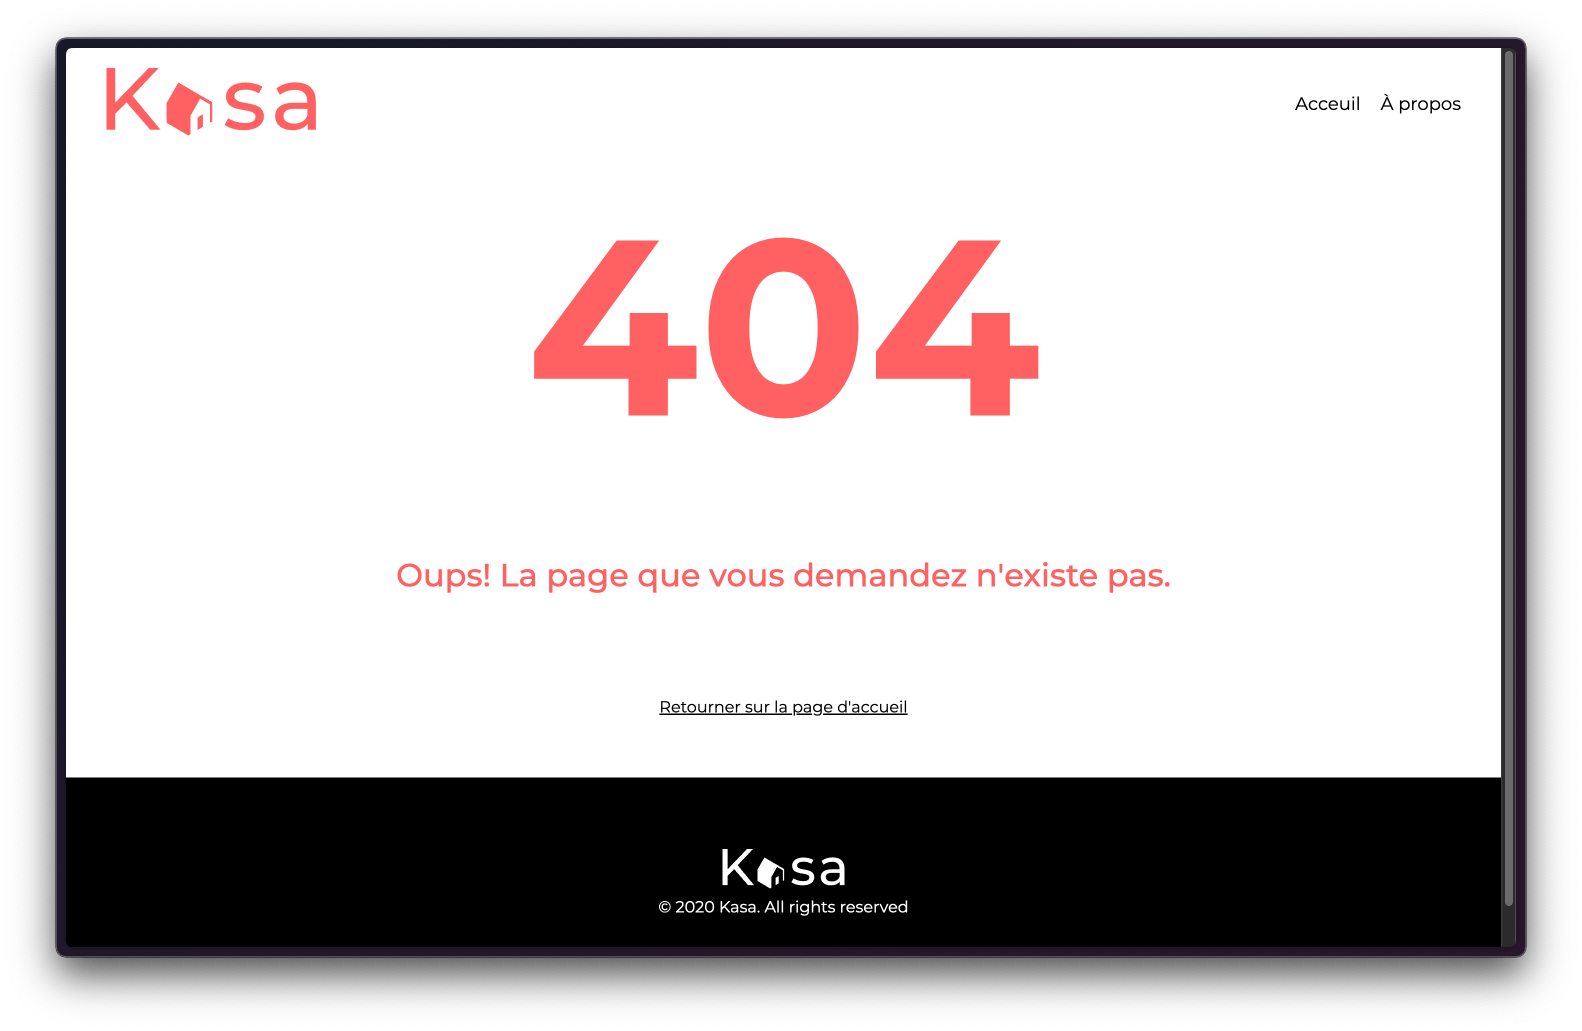 Kasa
Acceuil À propos
404
Oups! La page que vous demandez n'existe pas.
Retourner sur la page d'accueil
Kasa
© 2020 Kasa. All rights reserved